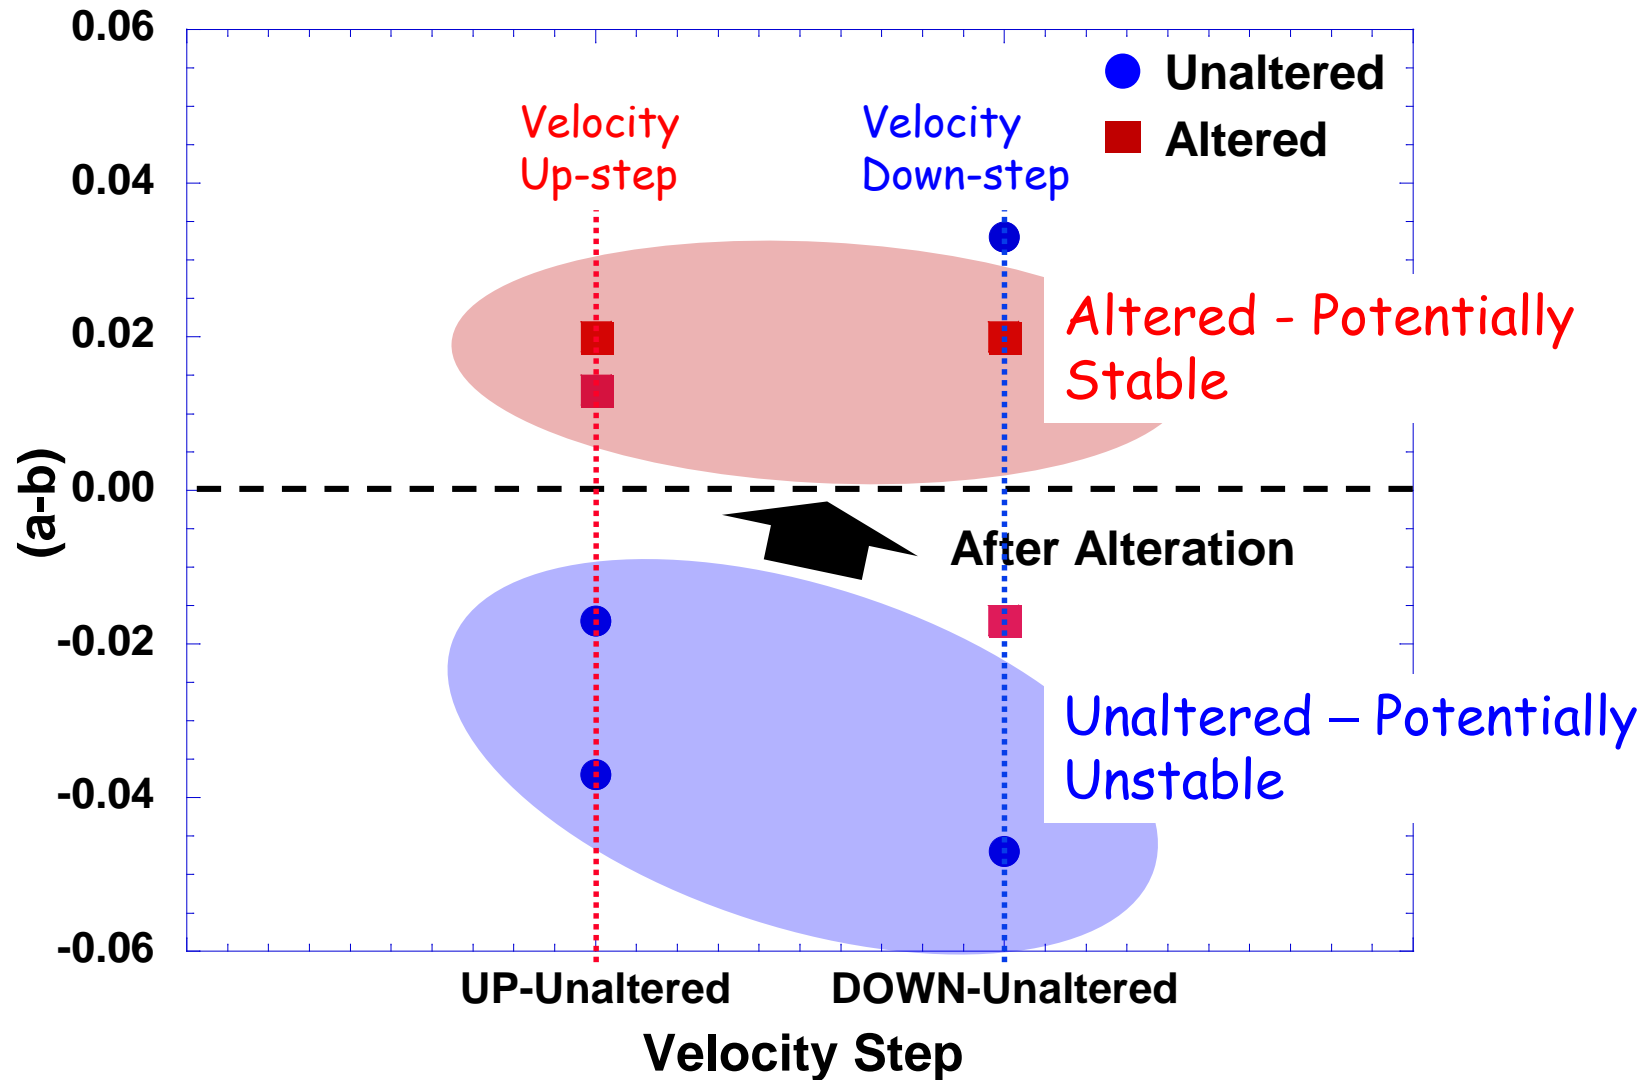 0.06
0.04
0.02
0.00
-0.02
-0.04
-0.06
(a-b)
Unaltered
Altered
Velocity
Up-step
Velocity
Down-step
Altered - Potentially
Stable
After Alteration
Unaltered – Potentially
Unstable
UP-Unaltered
DOWN-Unaltered
Velocity Step